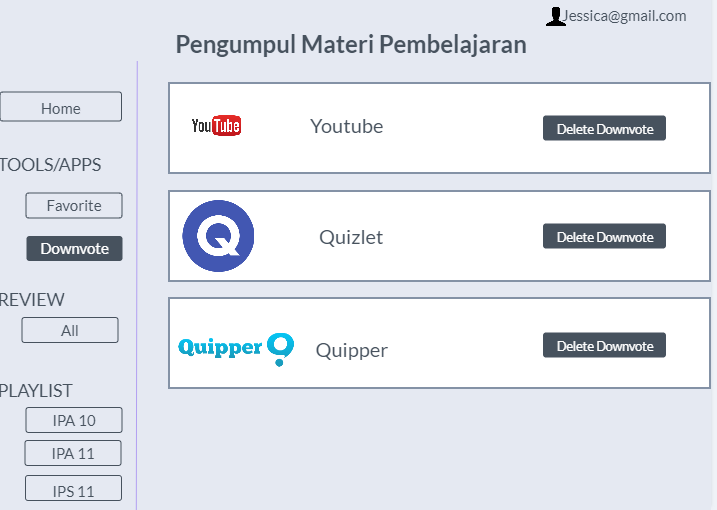 Jessica@gmail.com
Pengumpul Materi Pembelajaran
Home
TOOLS/APPS
Favorite
Downvote
REVIEW
All
PLAYLIST
IPA 10
IPA 11
IPS 11
YouTube
Youtube
Delete Downvote
Q
Quizlet
Delete Downvote
Quipper
Quipper
Delete Downvote